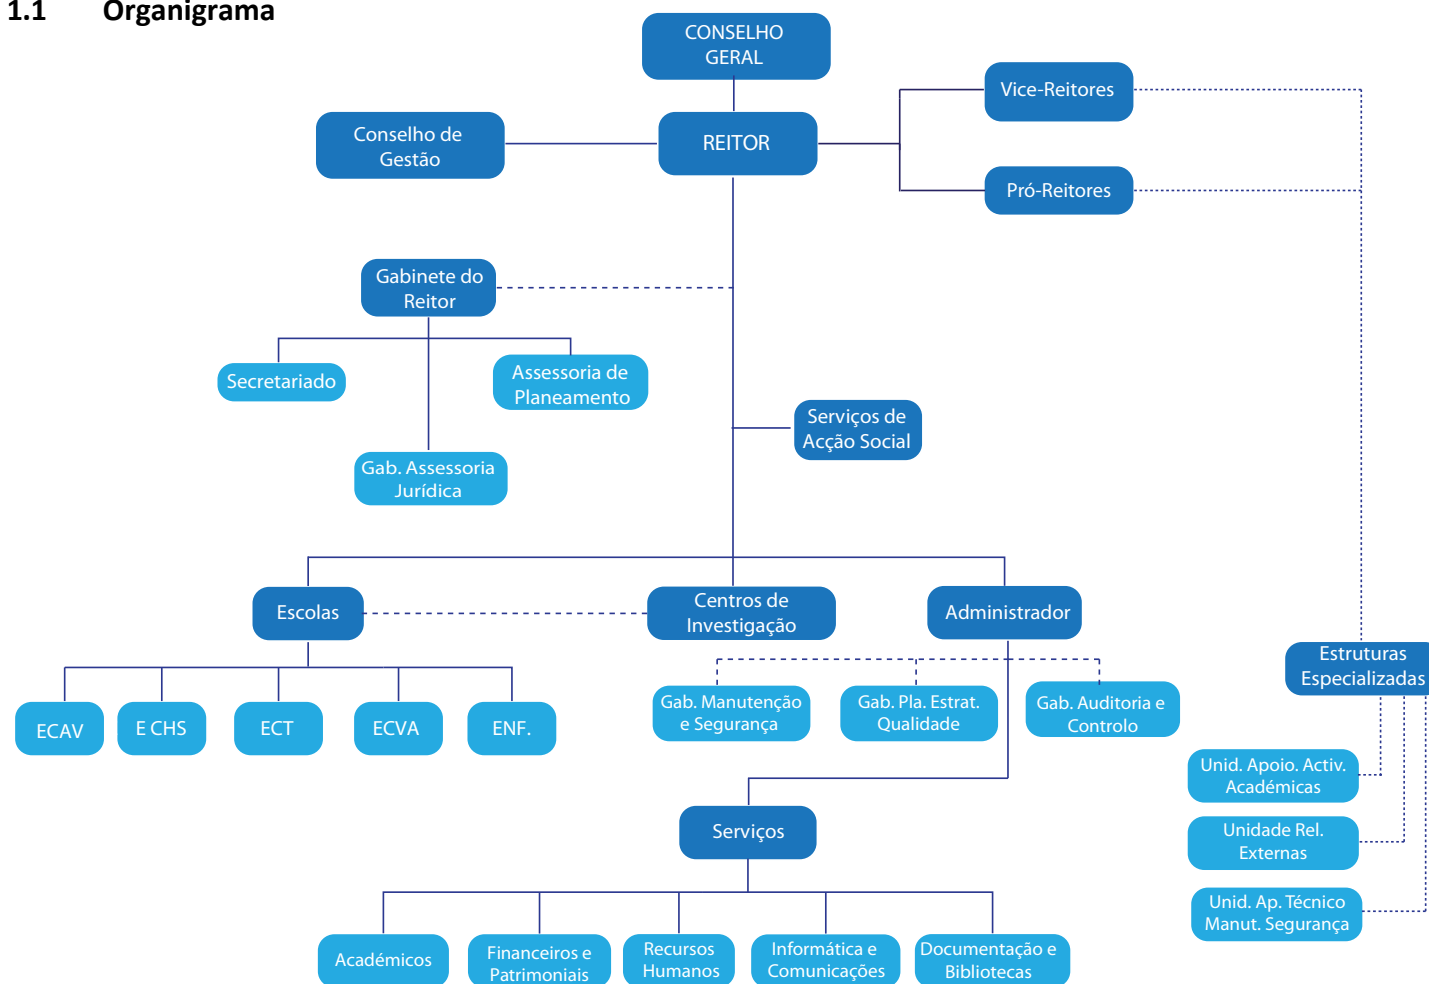 1.1 Organigrama
CONSELHO
GERAL
Vice-Reitores
Conselho de
Gestão
REITOR
Pró-Reitores
Gabinete do
Reitor
Secretariado
Assessoria de
Planeamento
Serviços de
Acção Social
Gab. Assessoria
Jurídica
Escolas
Centros de
Investigação
Administrador
Estruturas
Especializadas
ECAV
E CHS
ECT
ECVA
ENF.
Gab. Manutenção
e Segurança
Gab. Pla. Estrat.
Qualidade
Gab. Auditoria e
Controlo
Unid. Apoio. Activ.
Académicas
Unidade Rel.
Externas
Unid. Ap. Técnico
Manut. Segurança
Serviços
Académicos
Financeiros e
Patrimoniais
Recursos
Humanos
Informática e
Comunicações
Documentação e
Bibliotecas